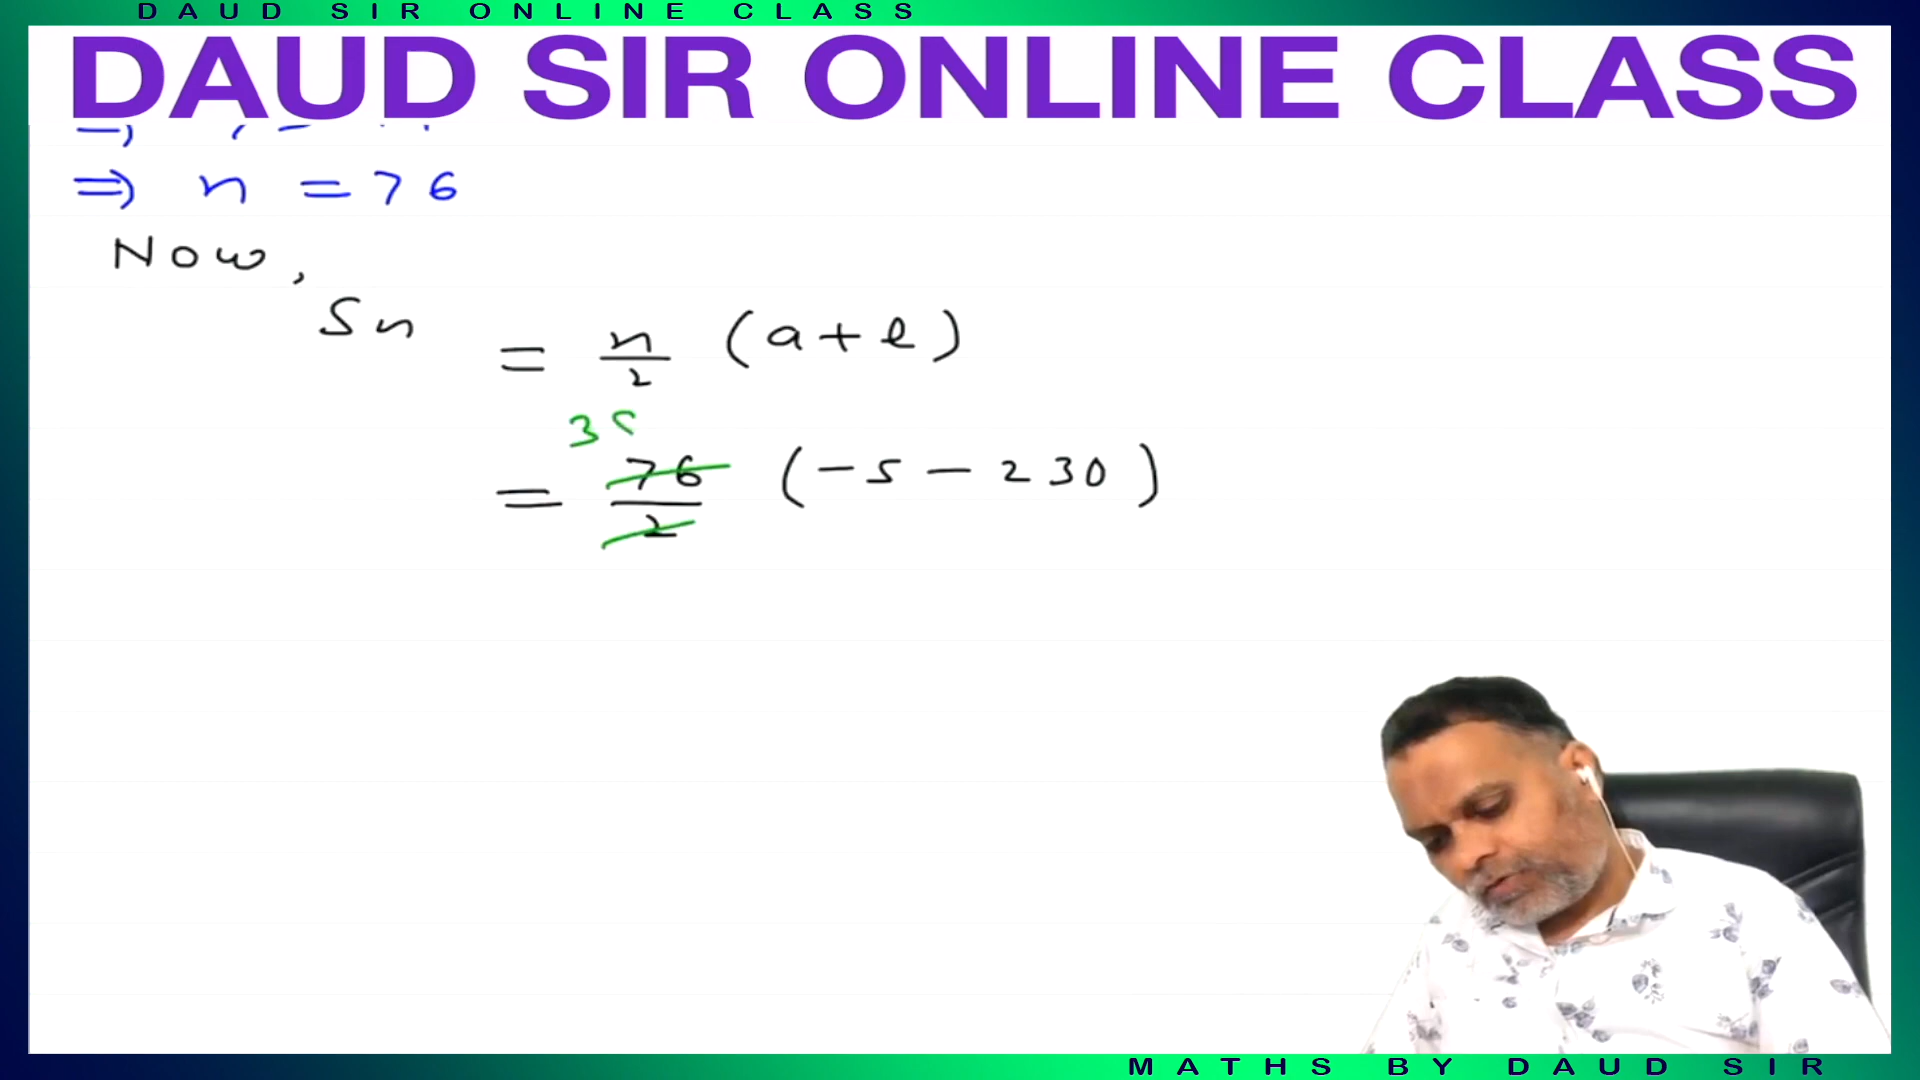 DAUD SIR ONLINE CLASS
DAUD SIR ONLINE CLASS
⇒ n = 76
Now,
Sn = n/2 (a+l)
3
= 76/2 (-5-230)
MATHS BY DAUD SIR